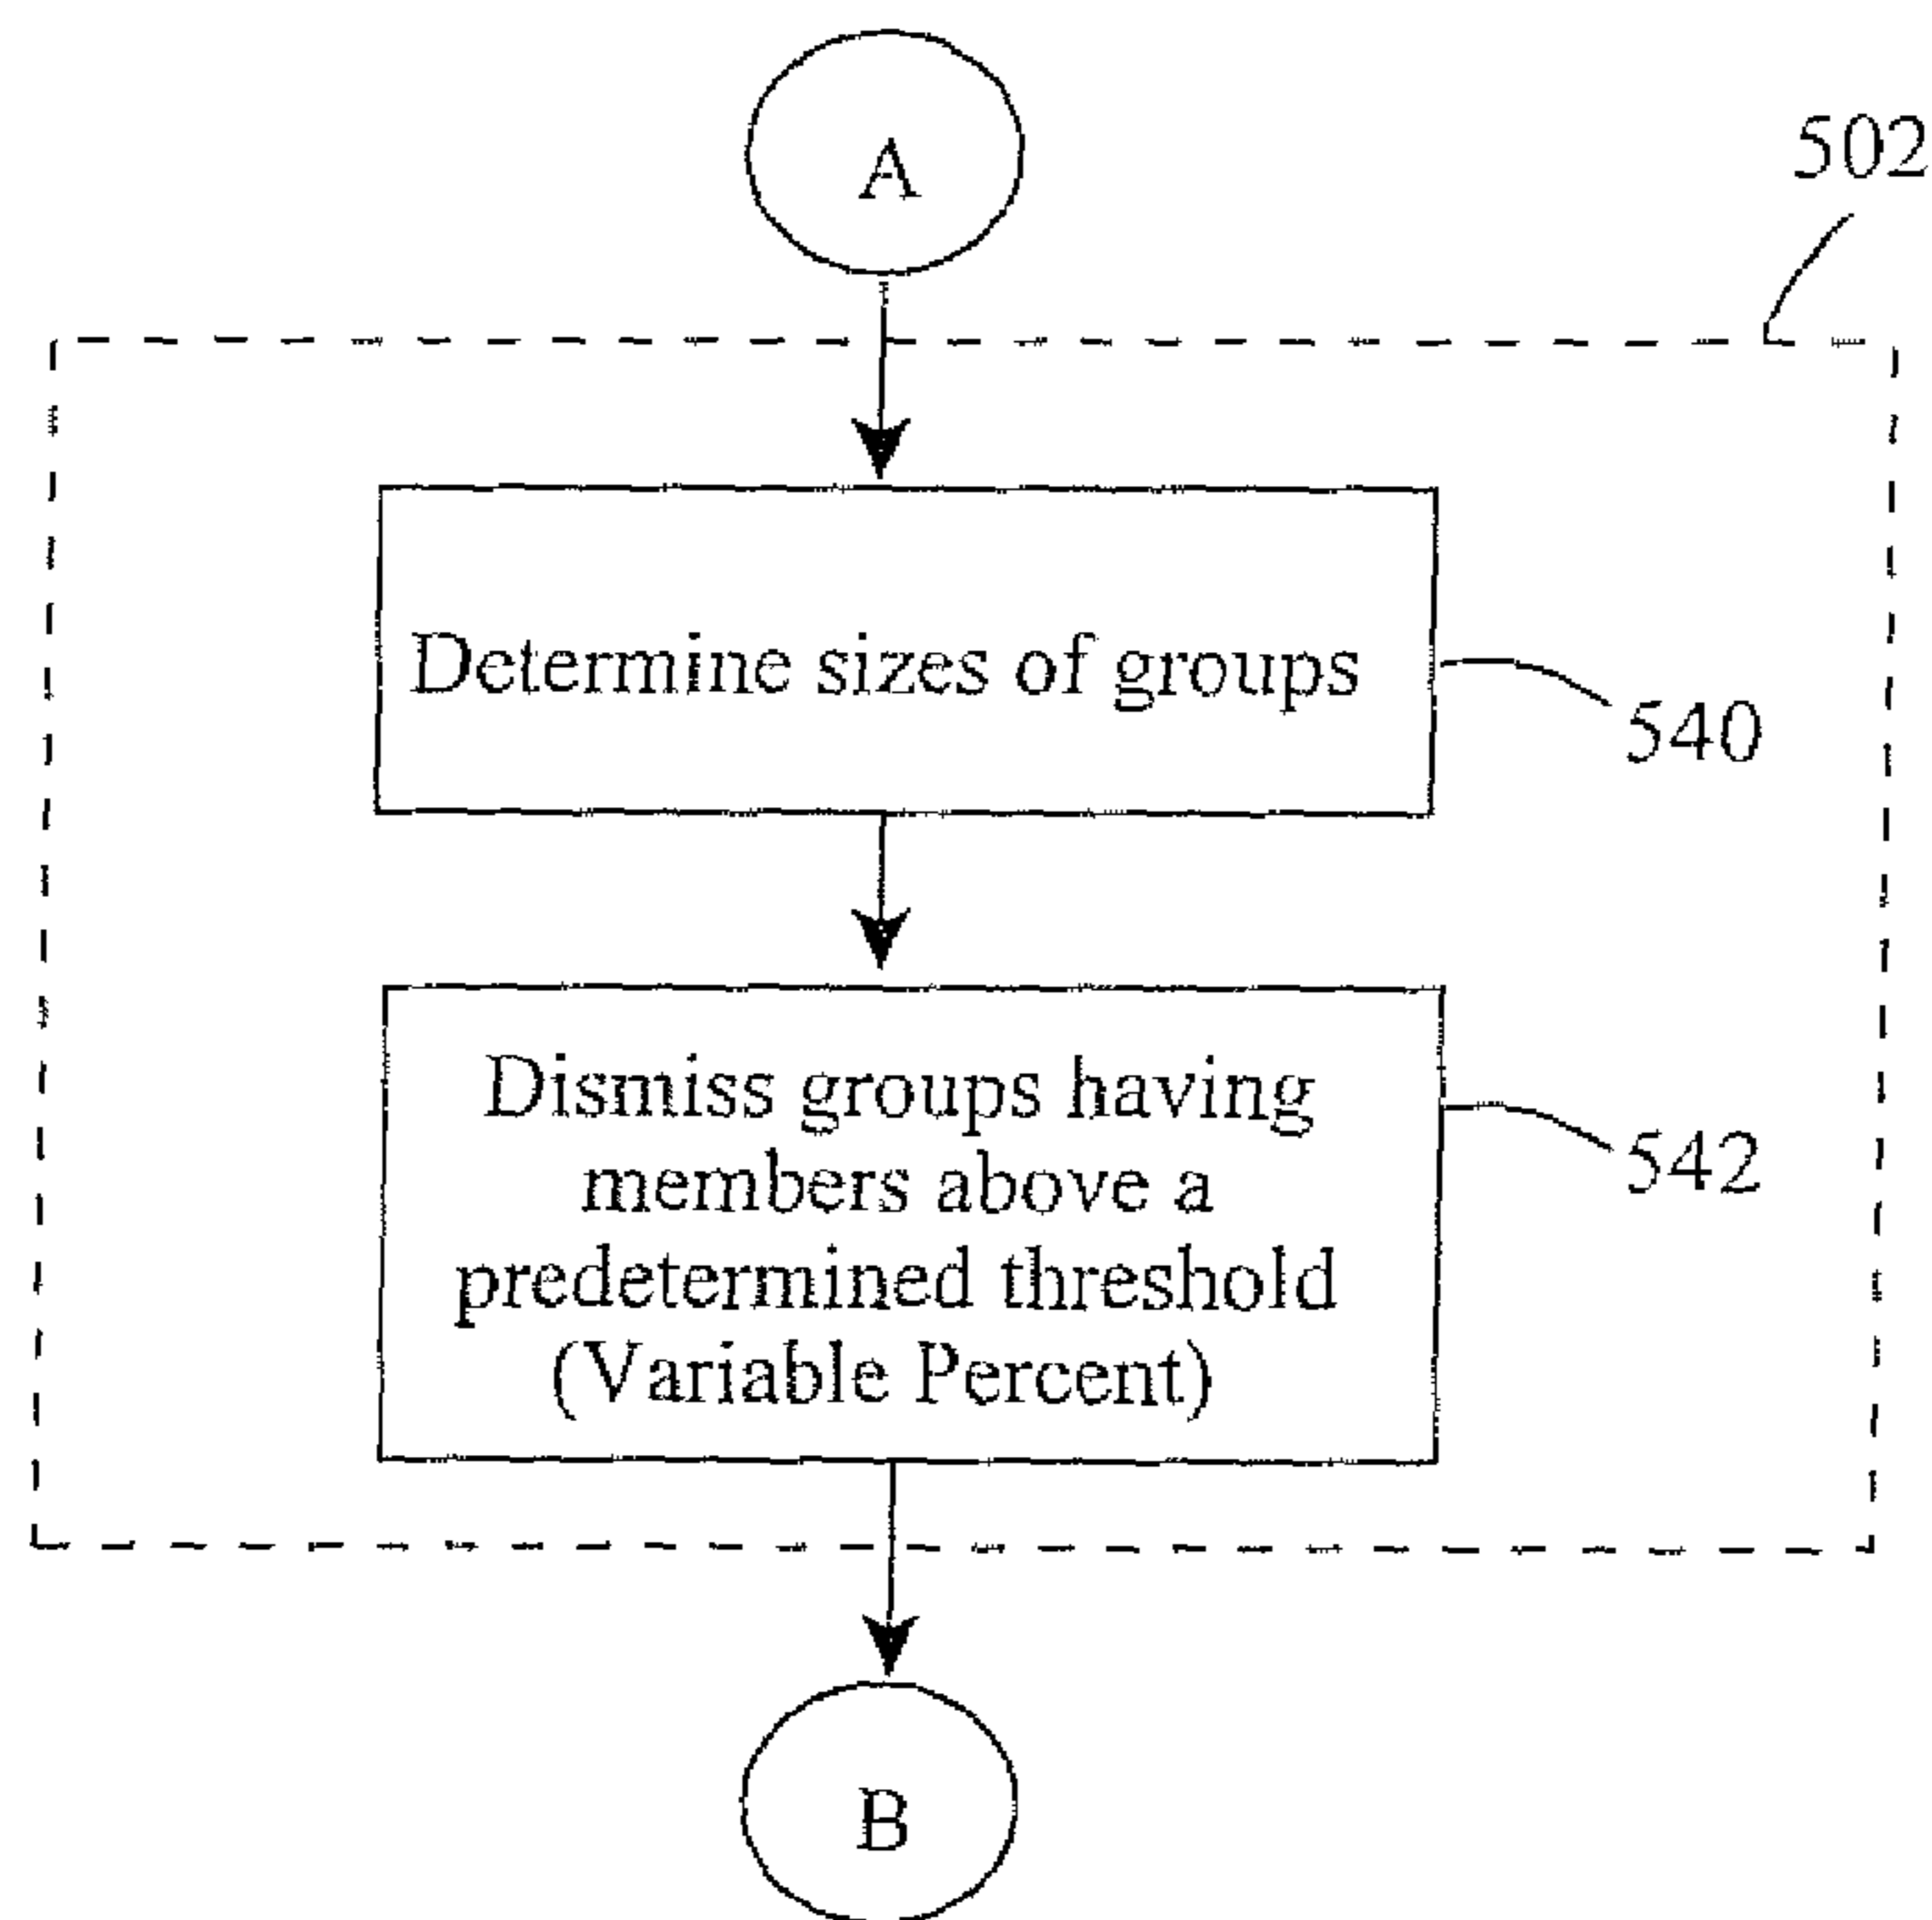 A
502
Determine sizes of groups
540
Dismiss groups having
members above a
predetermined threshold
(Variable Percent)
542
B